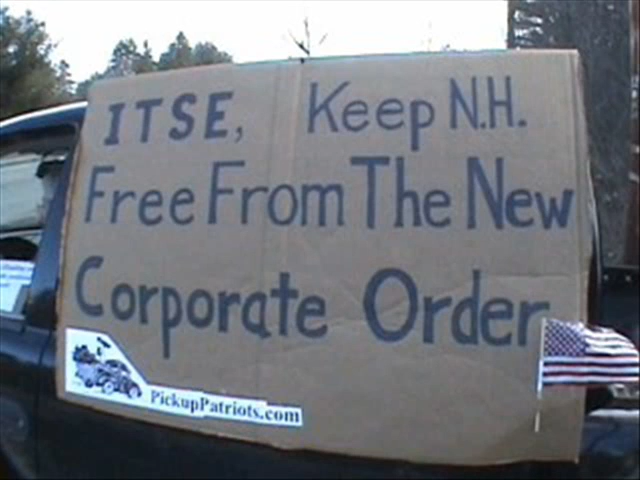 ITSE, Keep N.H.
Free From The New
Corporate Order
PickupPatriots.com